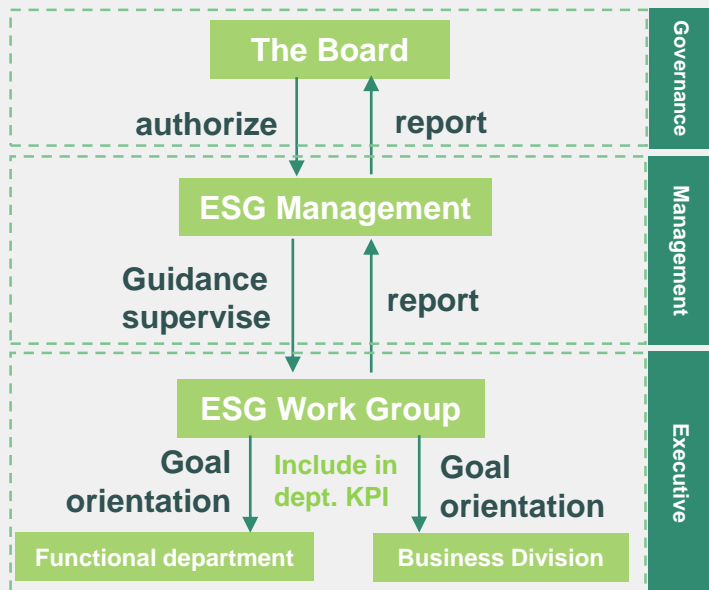 The Board
Governance
authorize
report
ESG Management
Management
Guidance
supervise
report
ESG Work Group
Executive
Goal
orientation
Include in
dept. KPI
Goal
orientation
Functional department
Business Division